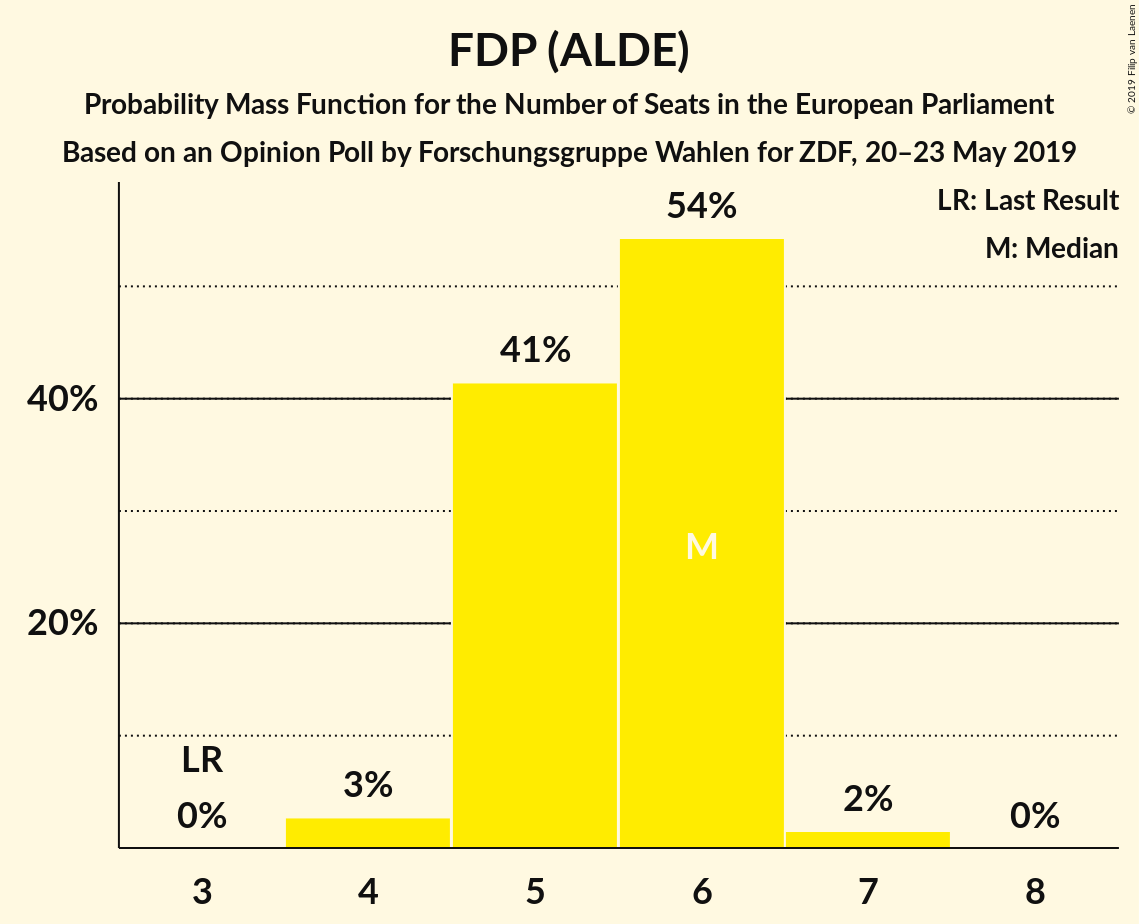 FDP (ALDE)
Probability Mass Function for the Number of Seats in the European Parliament
Based on an Opinion Poll by Forschungsgruppe Wahlen for ZDF, 20–23 May 2019
© 2019 Filip van Laenen
LR: Last Result
M: Median
54%
41%
40%
M
20%
LR
0%
3%
2%
0%
3 4 5 6 7 8